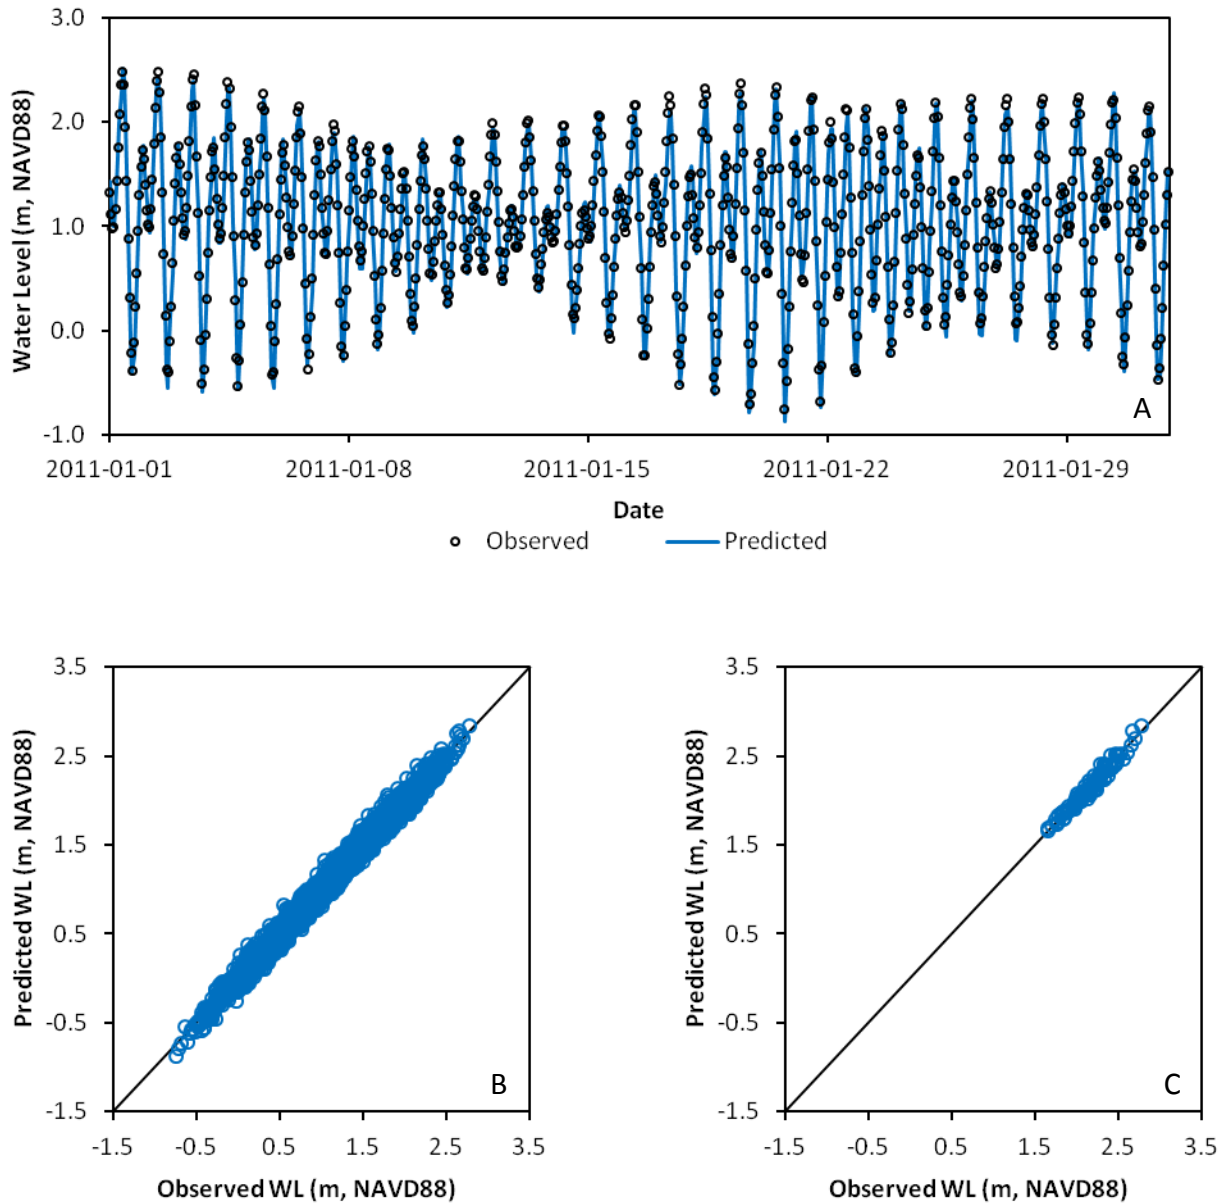 3.0
2.0
1.0
0.0
-1.0
Water Level (m, NAVD88)
A
2011-01-01 2011-01-08 2011-01-15 2011-01-22 2011-01-29
Date
Observed Predicted
3.5
2.5
1.5
0.5
-0.5
-1.5
Predicted WL (m, NAVD88)
B
-1.5 -0.5 0.5 1.5 2.5 3.5
Observed WL (m, NAVD88)
3.5
2.5
1.5
0.5
-0.5
-1.5
Predicted WL (m, NAVD88)
C
-1.5 -0.5 0.5 1.5 2.5 3.5
Observed WL (m, NAVD88)